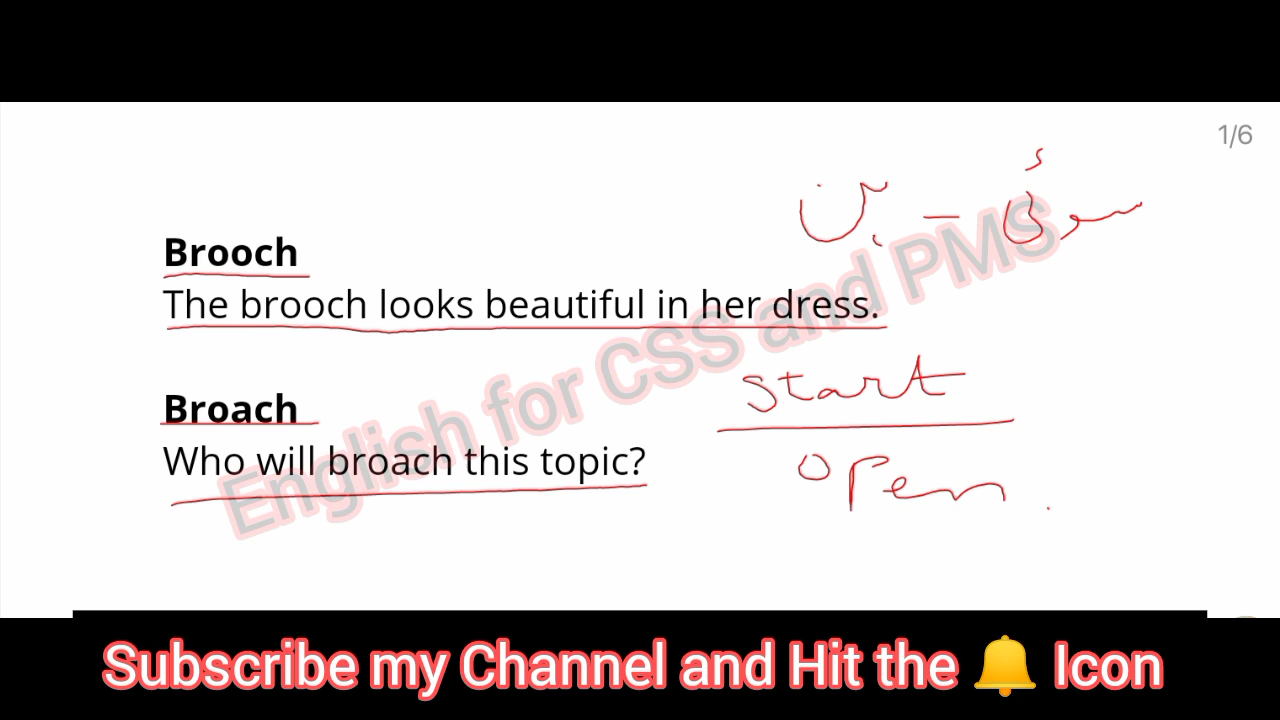 1/6
Brooch
The brooch looks beautiful in her dress.
Broach
start
Who will broach this topic?
open
English for CSS and PMS
Subscribe my Channel and Hit the 🔔 Icon